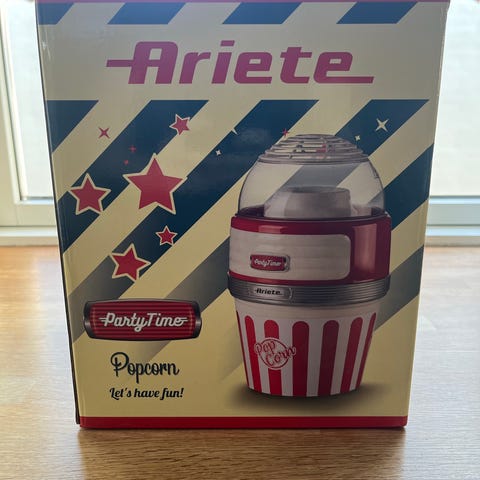 Ariete
PartyTime
Ariete
Pop
Corn
PartyTime
Popcorn
Let's have fun!